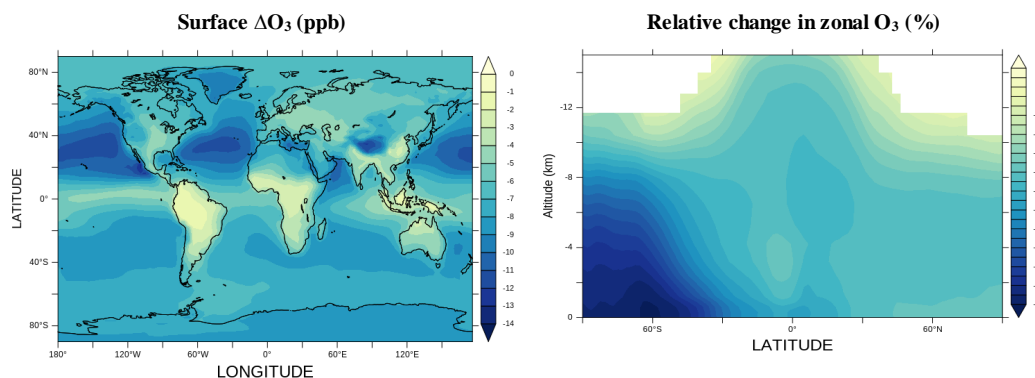 Surface ΔO₃ (ppb)
Relative change in zonal O₃ (%)
80°N
40°N
0°
40°S
80°S
LATITUDE
180°
120°W
60°W
0°
60°E
120°E
LONGITUDE
0
-1
-2
-3
-4
-5
-6
-7
-8
-9
-10
-11
-12
-13
-14
-12
-8
-4
0
Altitude (km)
60°S
0°
60°N
LATITUDE